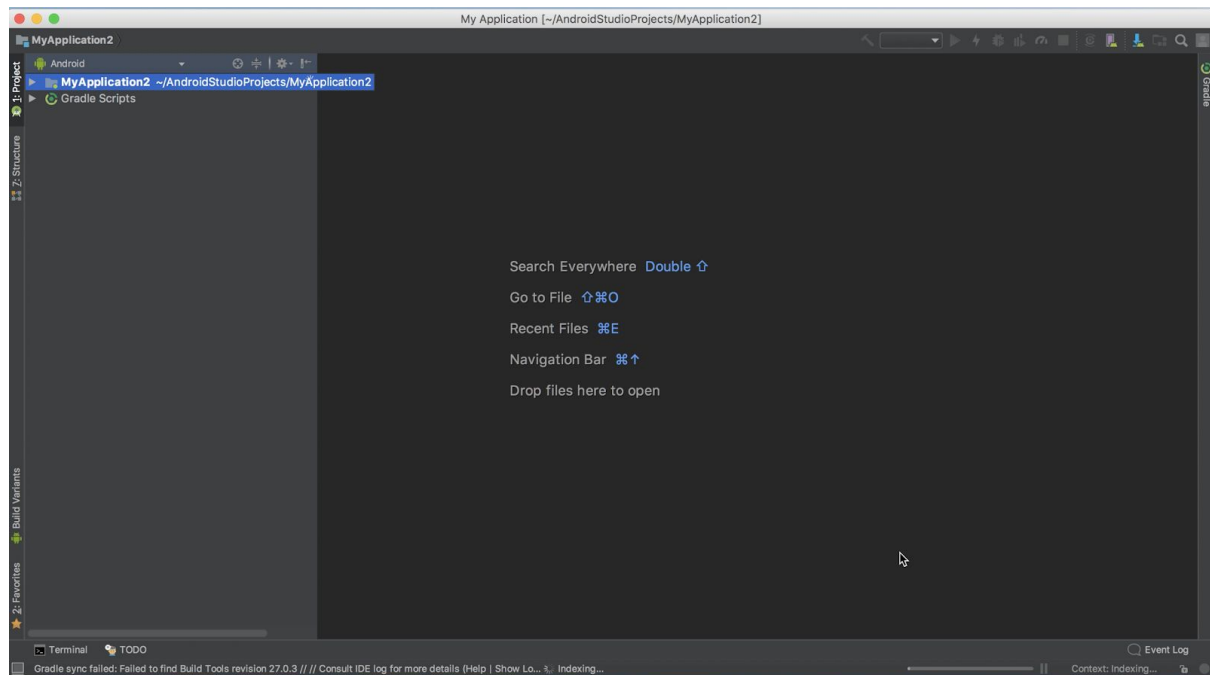 My Application [~/AndroidStudioProjects/MyApplication2]
MyApplication2
Android
MyApplication2 ~/AndroidStudioProjects/MyApplication2
Gradle Scripts
1: Project
Z: Structure
Build Variants
2: Favorites
Gradle
Search Everywhere Double ⇧
Go to File ⇧⌘O
Recent Files ⌘E
Navigation Bar ⌘↑
Drop files here to open
Terminal TODO Event Log
Gradle sync failed: Failed to find Build Tools revision 27.0.3 // // Consult IDE log for more details (Help | Show Lo... Indexing... Context: Indexing...